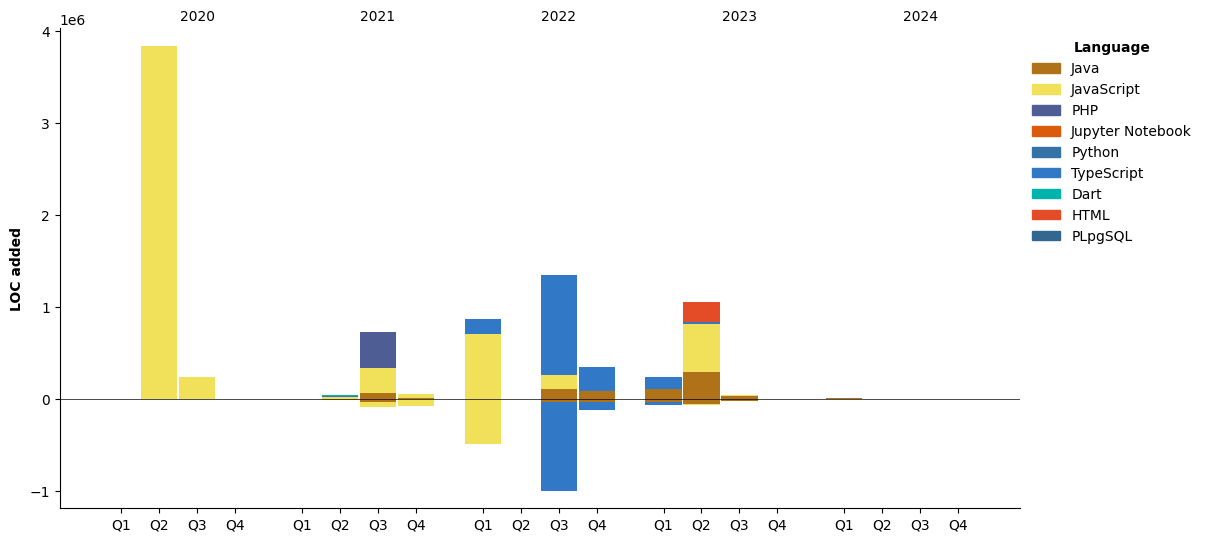 2020 2021 2022 2023 2024
1e6
4
3
2
1
0
−1
LOC added
Q1 Q2 Q3 Q4 Q1 Q2 Q3 Q4 Q1 Q2 Q3 Q4 Q1 Q2 Q3 Q4 Q1 Q2 Q3 Q4
Language
Java
JavaScript
PHP
Jupyter Notebook
Python
TypeScript
Dart
HTML
PLpgSQL